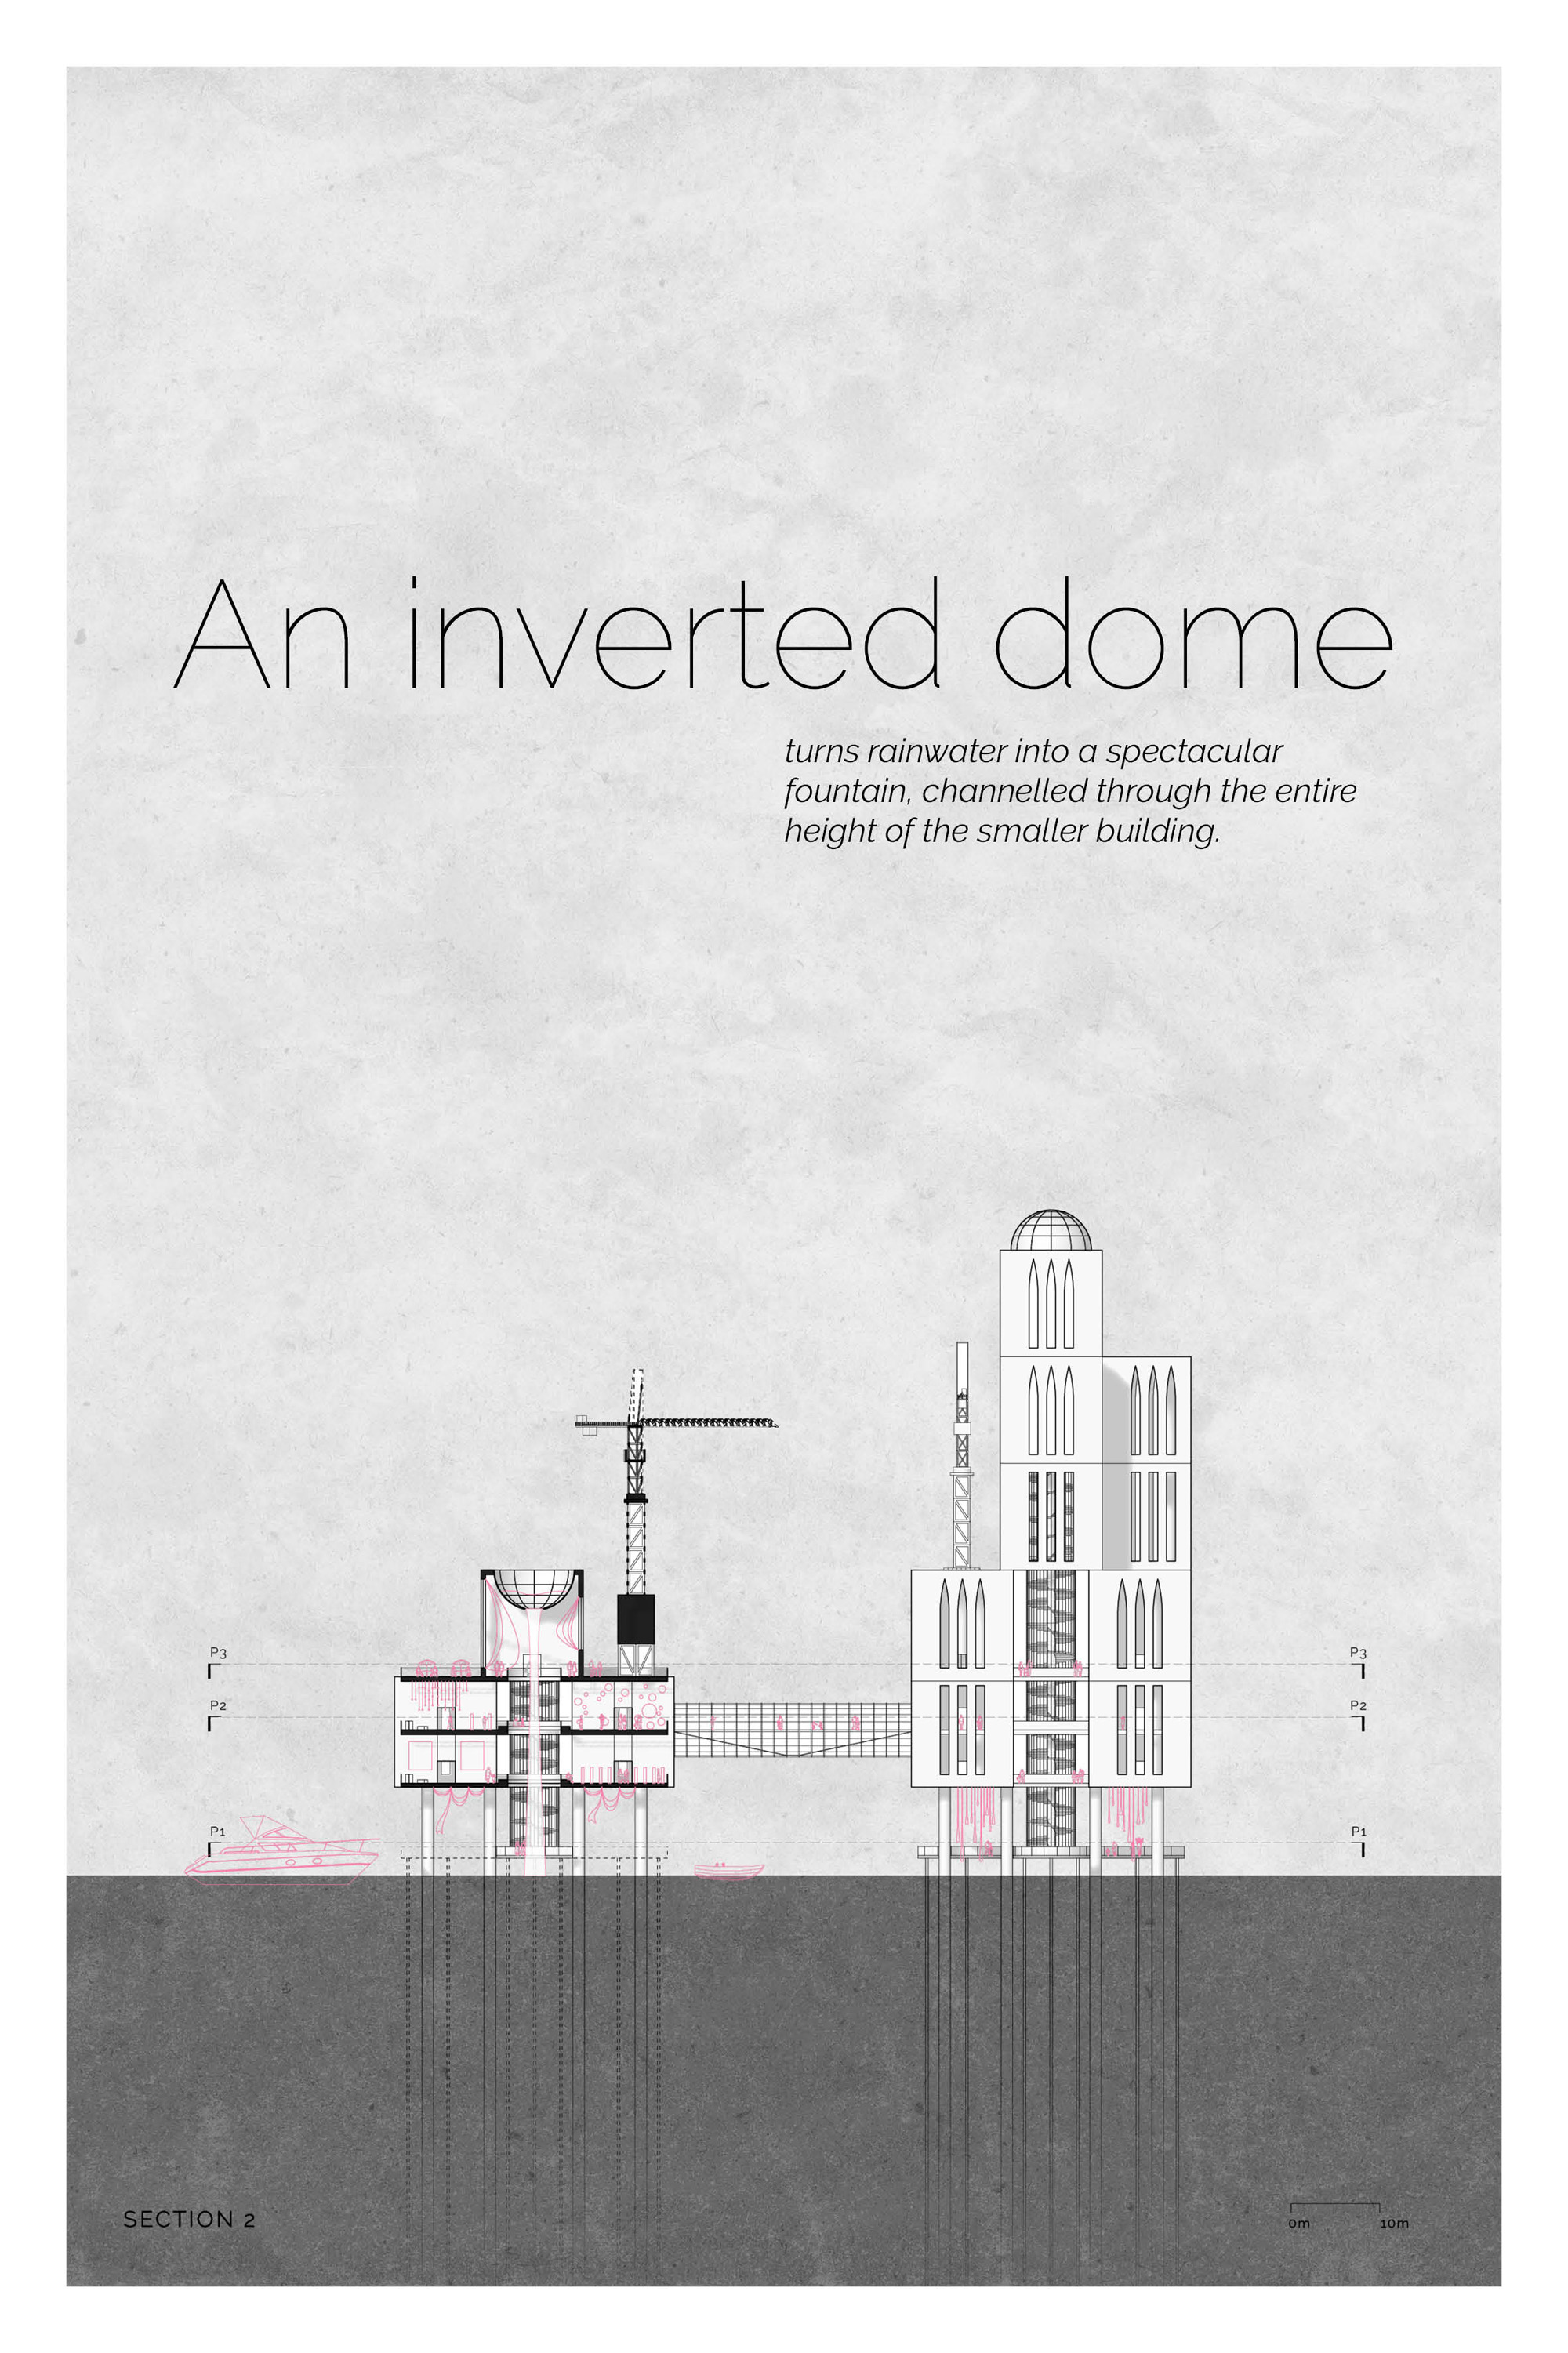 An inverted dome
turns rainwater into a spectacular
fountain, channelled through the entire
height of the smaller building.
P3 P3
P2 P2
P1 P1
SECTION 2
0m 10m